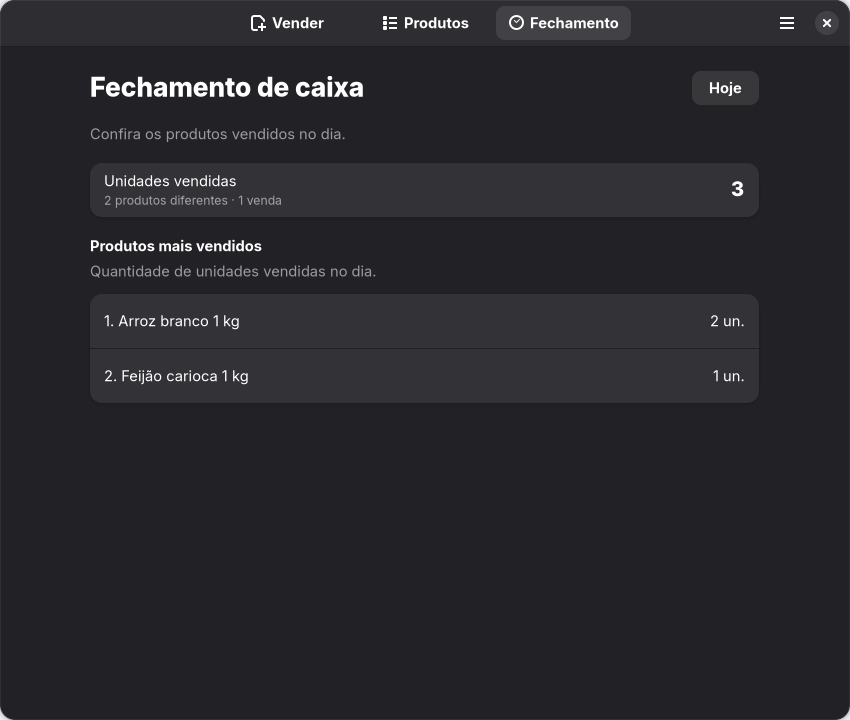 Vender
Produtos
Fechamento
Fechamento de caixa
Hoje
Confira os produtos vendidos no dia.
Unidades vendidas
3
2 produtos diferentes · 1 venda
Produtos mais vendidos
Quantidade de unidades vendidas no dia.
1. Arroz branco 1 kg
2 un.
2. Feijão carioca 1 kg
1 un.